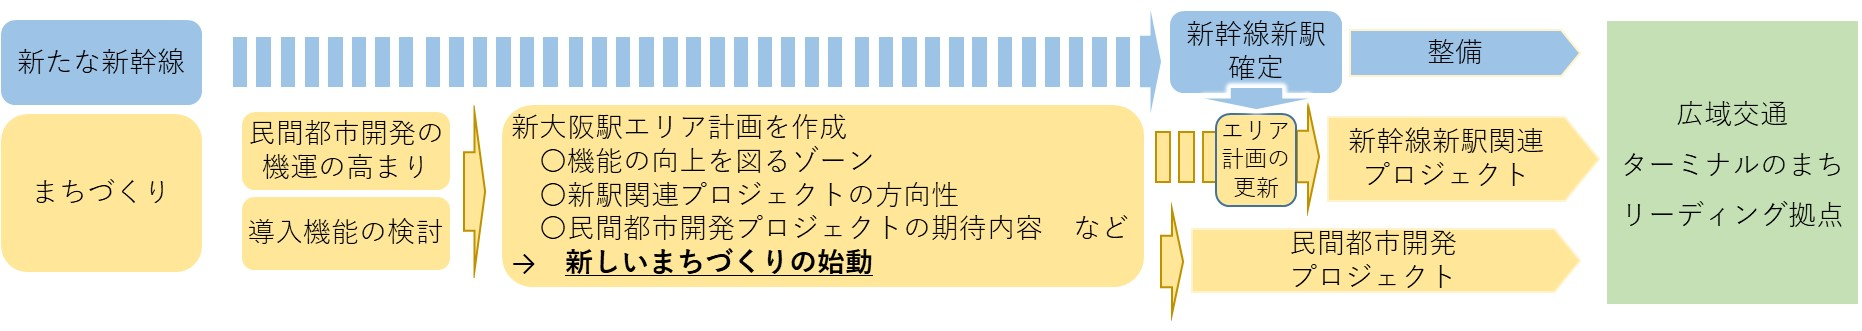 新たな新幹線
新幹線新駅
確定
整備
まちづくり
民間都市開発の
機運の高まり
導入機能の検討
新大阪駅エリア計画を作成
〇機能の向上を図るゾーン
〇新駅関連プロジェクトの方向性
〇民間都市開発プロジェクトの期待内容　など
→　新しいまちづくりの始動
エリア
計画の
更新
新幹線新駅関連
プロジェクト
民間都市開発
プロジェクト
広域交通
ターミナルのまち
リーディング拠点